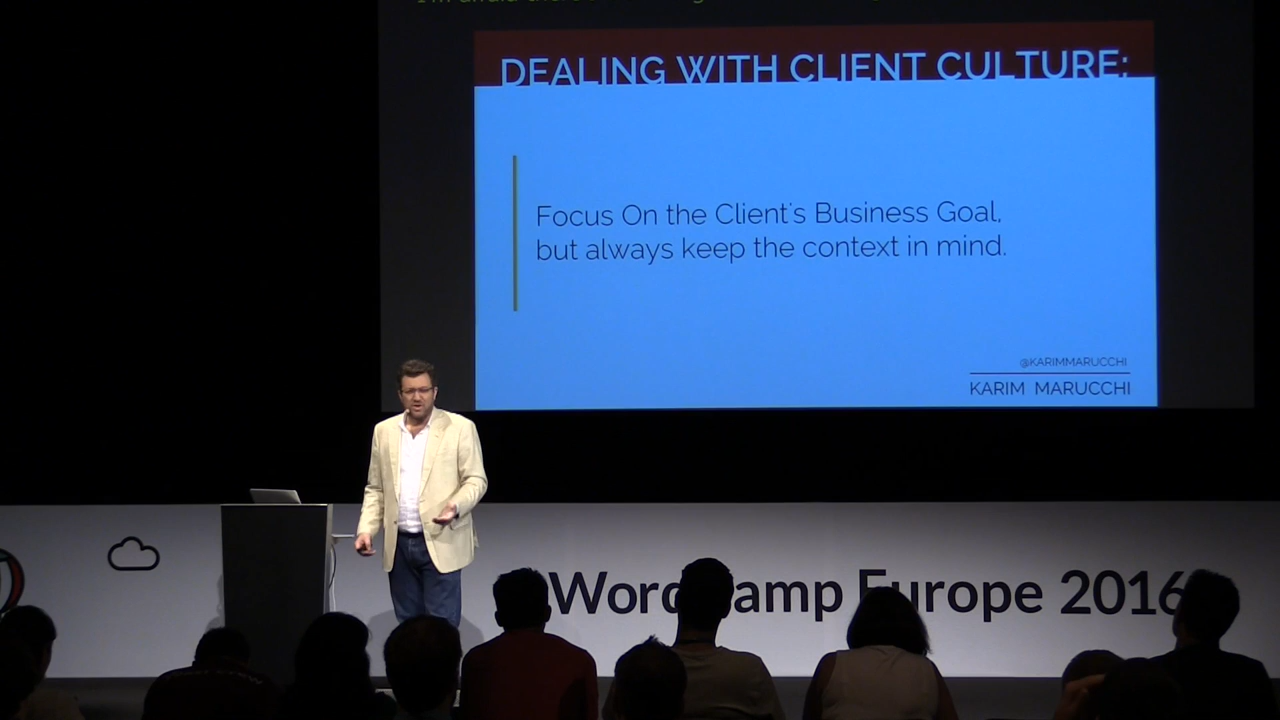 DEALING WITH CLIENT CULTURE:
Focus On the Client's Business Goal,
but always keep the context in mind.
@KARIMMARUCCHI
KARIM MARUCCHI
WordCamp Europe 2016